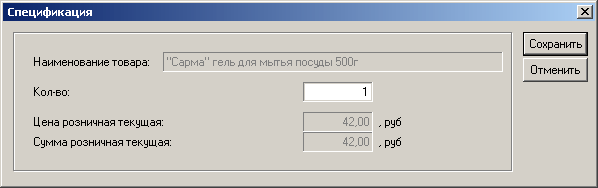 Спецификация
Сохранить
Наименование товара: "Сарма" гель для мытья посуды 500г
Отменить
Кол-во: 1
Цена розничная текущая: 42,00 , руб
Сумма розничная текущая: 42,00 , руб